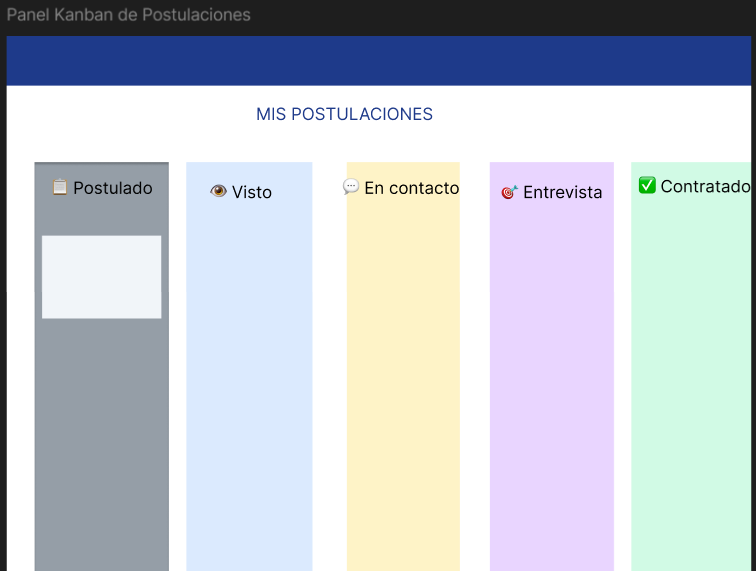 Panel Kanban de Postulaciones
MIS POSTULACIONES
📋 Postulado
👁️ Visto
💬 En contacto
🎯 Entrevista
✅ Contratado